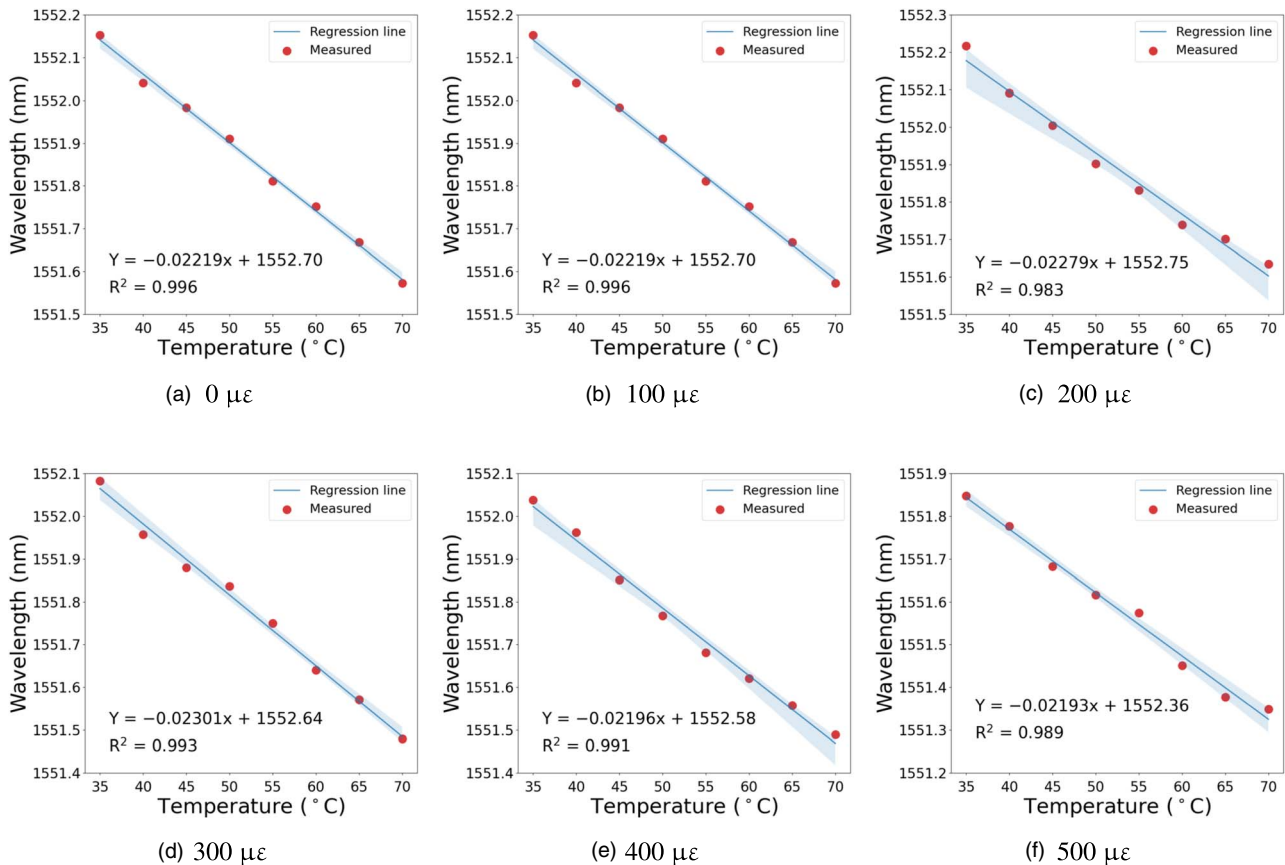 1552.2
1552.1
1552.0
1551.9
1551.8
1551.7
1551.6
1551.5
Wavelength (nm)
Regression line
Measured
Y = −0.02219x + 1552.70
R² = 0.996
35 40 45 50 55 60 65 70
Temperature (°C)
(a) 0 με
1552.2
1552.1
1552.0
1551.9
1551.8
1551.7
1551.6
1551.5
Wavelength (nm)
Regression line
Measured
Y = −0.02219x + 1552.70
R² = 0.996
35 40 45 50 55 60 65 70
Temperature (°C)
(b) 100 με
1552.3
1552.2
1552.1
1552.0
1551.9
1551.8
1551.7
1551.6
1551.5
Wavelength (nm)
Regression line
Measured
Y = −0.02279x + 1552.75
R² = 0.983
35 40 45 50 55 60 65 70
Temperature (°C)
(c) 200 με
1552.1
1552.0
1551.9
1551.8
1551.7
1551.6
1551.5
1551.4
Wavelength (nm)
Regression line
Measured
Y = −0.02301x + 1552.64
R² = 0.993
35 40 45 50 55 60 65 70
Temperature (°C)
(d) 300 με
1552.1
1552.0
1551.9
1551.8
1551.7
1551.6
1551.5
1551.4
Wavelength (nm)
Regression line
Measured
Y = −0.02196x + 1552.58
R² = 0.991
35 40 45 50 55 60 65 70
Temperature (°C)
(e) 400 με
1551.9
1551.8
1551.7
1551.6
1551.5
1551.4
1551.3
1551.2
Wavelength (nm)
Regression line
Measured
Y = −0.02193x + 1552.36
R² = 0.989
35 40 45 50 55 60 65 70
Temperature (°C)
(f) 500 με